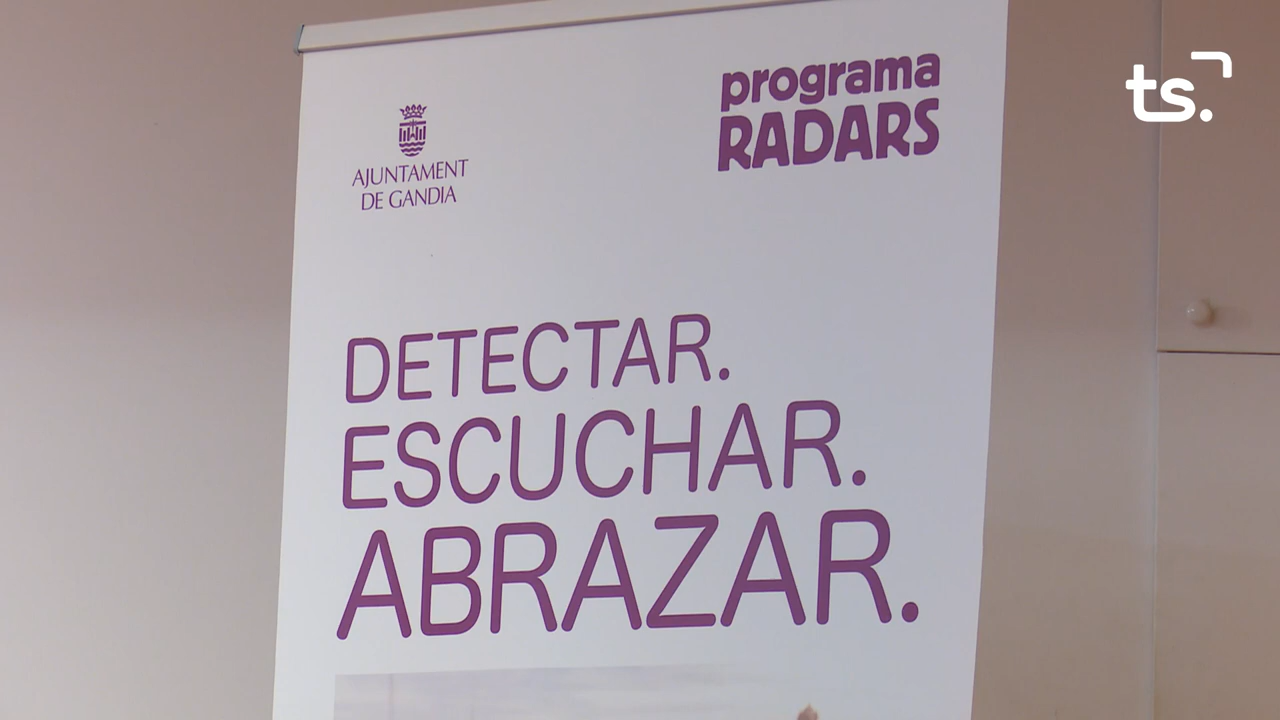 programa
RADARS
ts.
AJUNTAMENT
DE GANDIA
DETECTAR.
ESCUCHAR.
ABRAZAR.